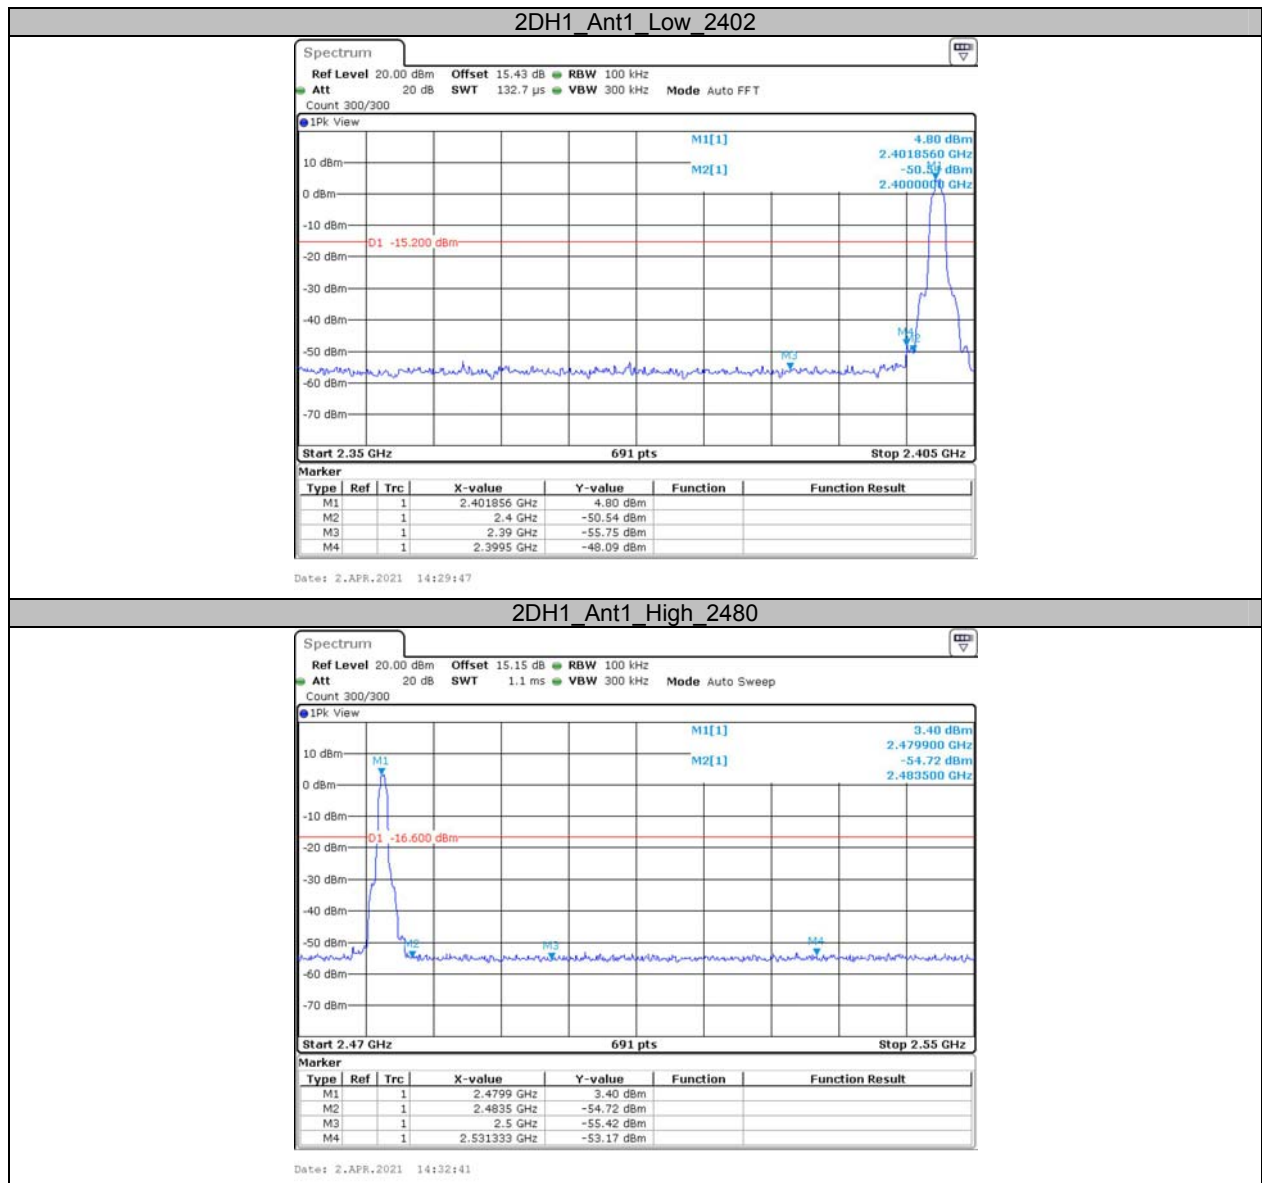 2DH1_Ant1_Low_2402
Spectrum
Ref Level 20.00 dBm Offset 15.43 dB RBW 100 kHz
Att 20 dB SWT 132.7 µs VBW 300 kHz Mode Auto FFT
Count 300/300
1Pk View
M1[1] 4.80 dBm
2.4018560 GHz
10 dBm
M2[1] -50.54 dBm
M1
2.4000000 GHz
0 dBm
-10 dBm
D1 -15.200 dBm
-20 dBm
-30 dBm
-40 dBm
M4
M2
-50 dBm
M3
-60 dBm
-70 dBm
Start 2.35 GHz 691 pts Stop 2.405 GHz
Marker
Type Ref Trc X-value Y-value Function Function Result
M1 1 2.401856 GHz 4.80 dBm
M2 1 2.4 GHz -50.54 dBm
M3 1 2.39 GHz -55.75 dBm
M4 1 2.3995 GHz -48.09 dBm
Date: 2.APR.2021 14:29:47
2DH1_Ant1_High_2480
Spectrum
Ref Level 20.00 dBm Offset 15.15 dB RBW 100 kHz
Att 20 dB SWT 1.1 ms VBW 300 kHz Mode Auto Sweep
Count 300/300
1Pk View
M1[1] 3.40 dBm
2.479900 GHz
10 dBm
M1
M2[1] -54.72 dBm
2.483500 GHz
0 dBm
-10 dBm
D1 -16.600 dBm
-20 dBm
-30 dBm
-40 dBm
-50 dBm
M2
M3
M4
-60 dBm
-70 dBm
Start 2.47 GHz 691 pts Stop 2.55 GHz
Marker
Type Ref Trc X-value Y-value Function Function Result
M1 1 2.4799 GHz 3.40 dBm
M2 1 2.4835 GHz -54.72 dBm
M3 1 2.5 GHz -55.42 dBm
M4 1 2.531333 GHz -53.17 dBm
Date: 2.APR.2021 14:32:41